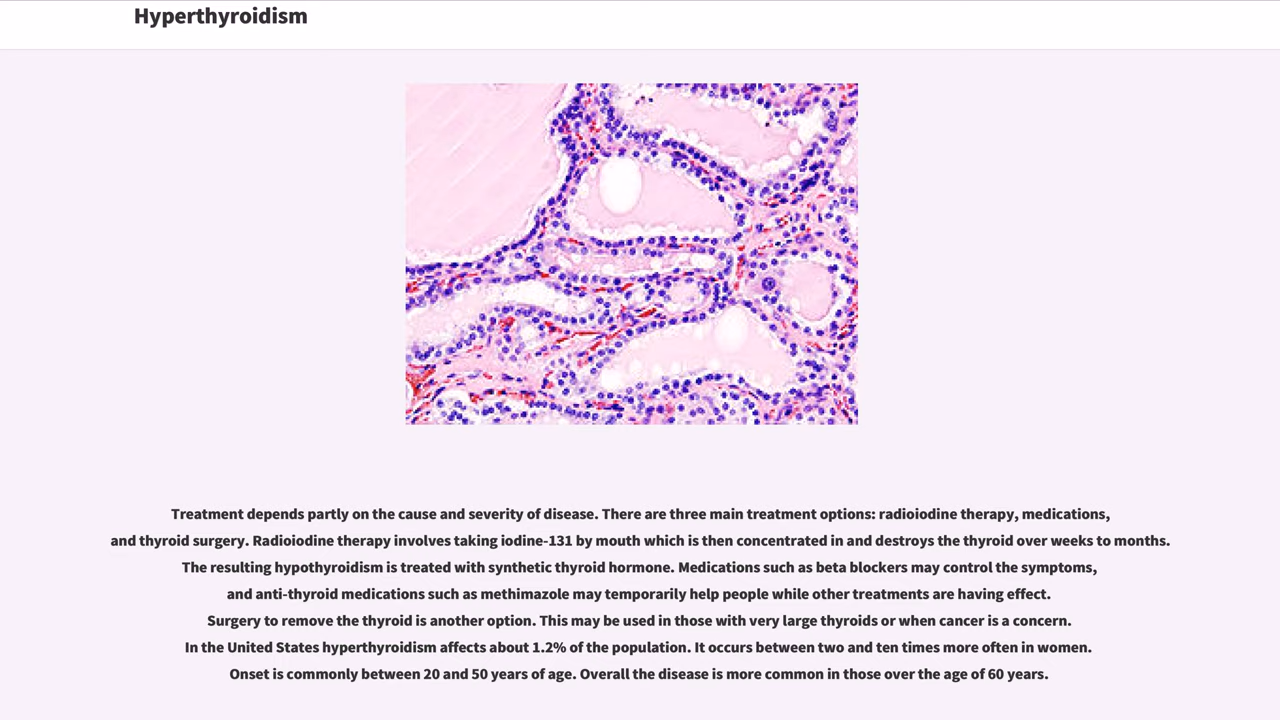 Hyperthyroidism
Treatment depends partly on the cause and severity of disease. There are three main treatment options: radioiodine therapy, medications,
and thyroid surgery. Radioiodine therapy involves taking iodine-131 by mouth which is then concentrated in and destroys the thyroid over weeks to months.
The resulting hypothyroidism is treated with synthetic thyroid hormone. Medications such as beta blockers may control the symptoms,
and anti-thyroid medications such as methimazole may temporarily help people while other treatments are having effect.
Surgery to remove the thyroid is another option. This may be used in those with very large thyroids or when cancer is a concern.
In the United States hyperthyroidism affects about 1.2% of the population. It occurs between two and ten times more often in women.
Onset is commonly between 20 and 50 years of age. Overall the disease is more common in those over the age of 60 years.